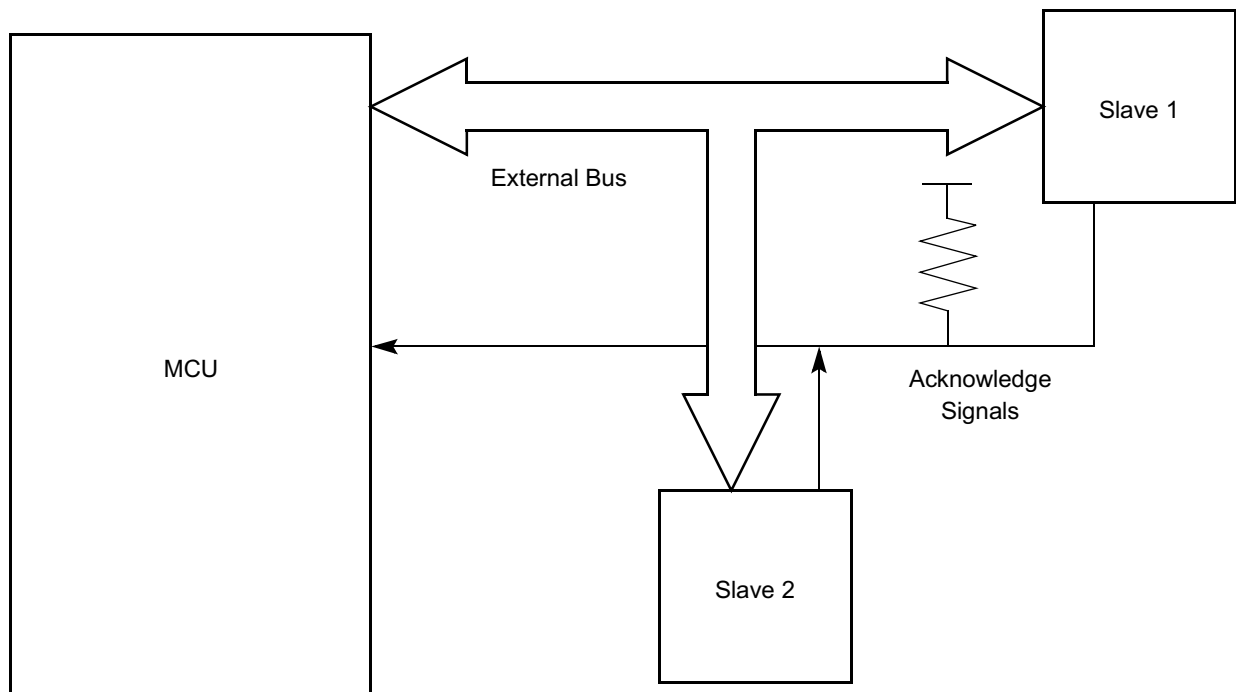 Slave 1
External Bus
MCU
Acknowledge
Signals
Slave 2